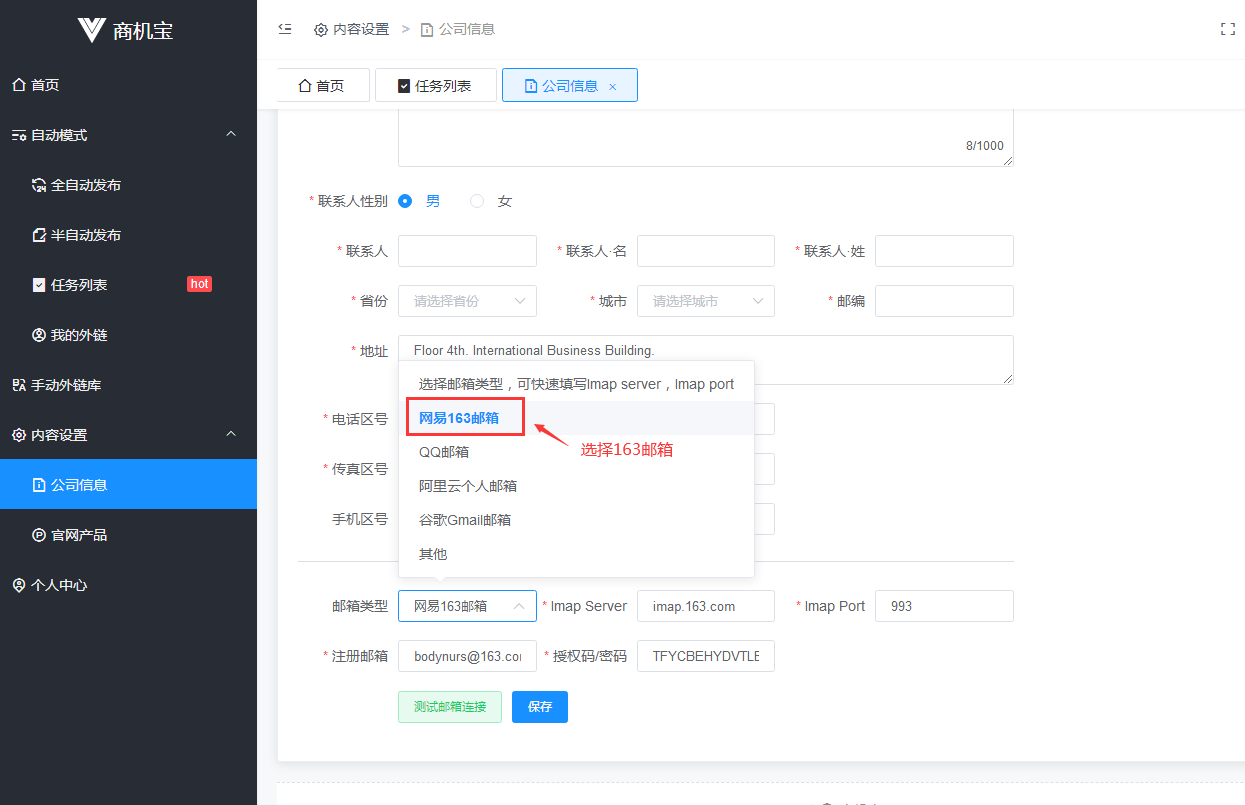 商机宝
内容设置 > 公司信息
首页
任务列表
公司信息 ×
首页
自动模式
全自动发布
半自动发布
任务列表 hot
我的外链
手动外链库
内容设置
公司信息
官网产品
个人中心
8/1000
* 联系人性别 男 女
* 联系人 * 联系人·名 * 联系人·姓
* 省份 请选择省份 * 城市 请选择城市 * 邮编
* 地址 Floor 4th. International Business Building.
选择邮箱类型，可快速填写Imap server，Imap port
* 电话区号 网易163邮箱
选择163邮箱
QQ邮箱
* 传真区号
阿里云个人邮箱
手机区号 谷歌Gmail邮箱
其他
邮箱类型 网易163邮箱 * Imap Server imap.163.com * Imap Port 993
* 注册邮箱 bodynurs@163.co * 授权码/密码 TFYCBEHYDVTLE
测试邮箱连接 保存